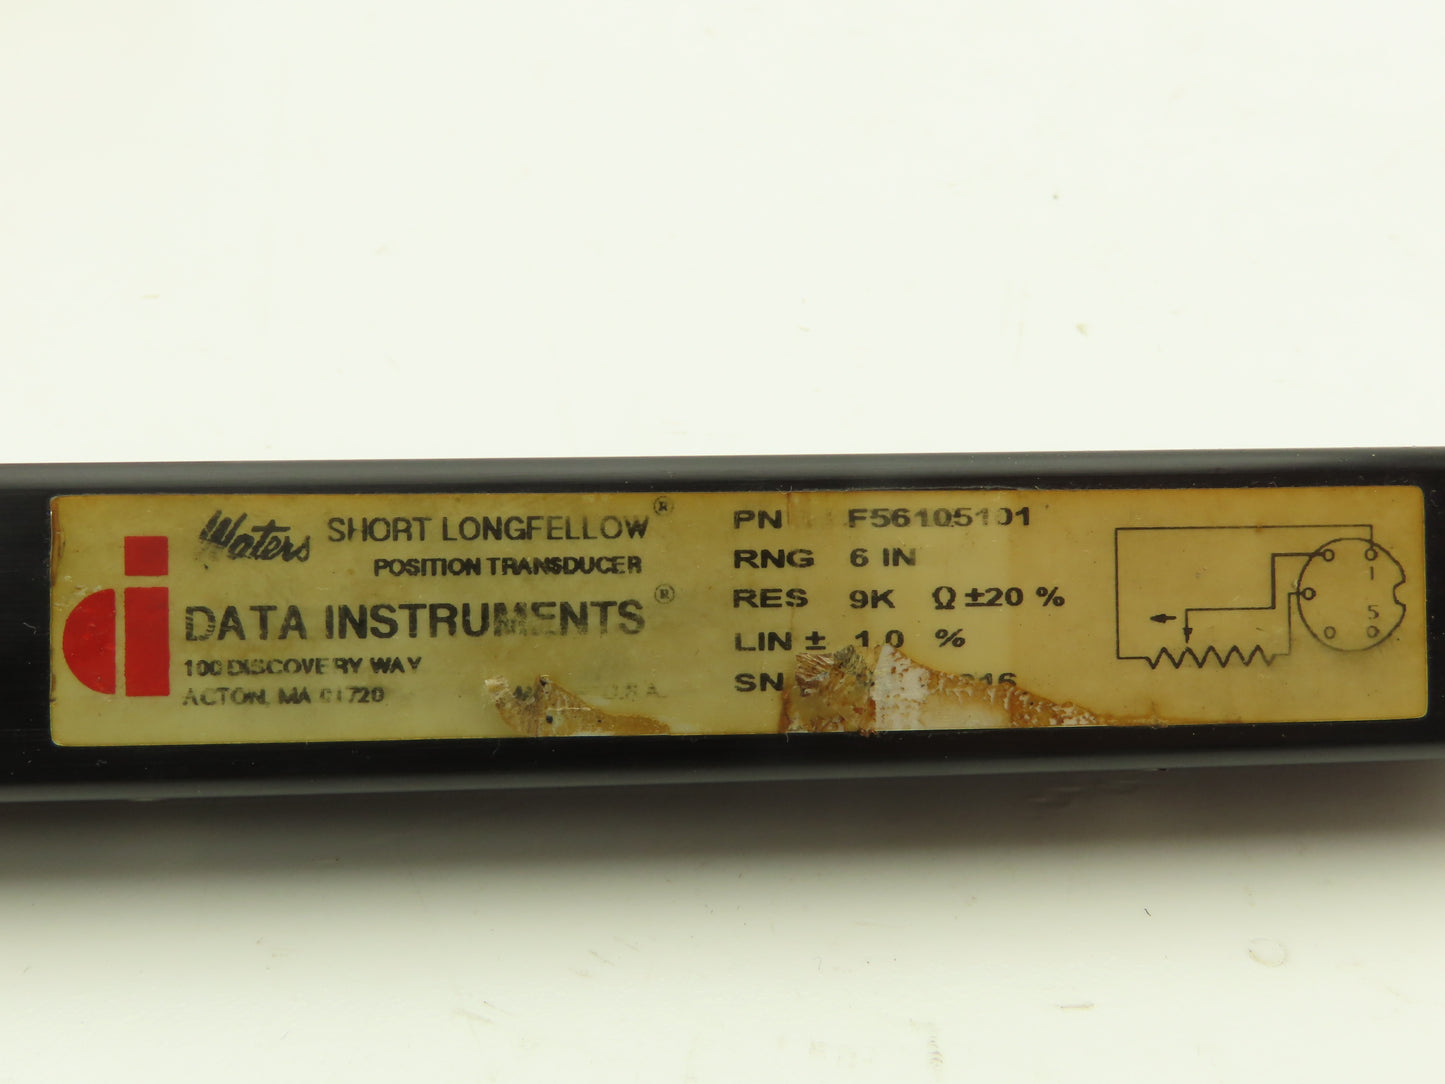 Waters SHORT LONGFELLOW ®
POSITION TRANSDUCER
di
DATA INSTRUMENTS ®
100 DISCOVERY WAY
ACTON, MA 01720
U.S.A.
PN F56105101
RNG 6 IN
RES 9K Ω ±20 %
LIN ± 1.0 %
SN
1
5